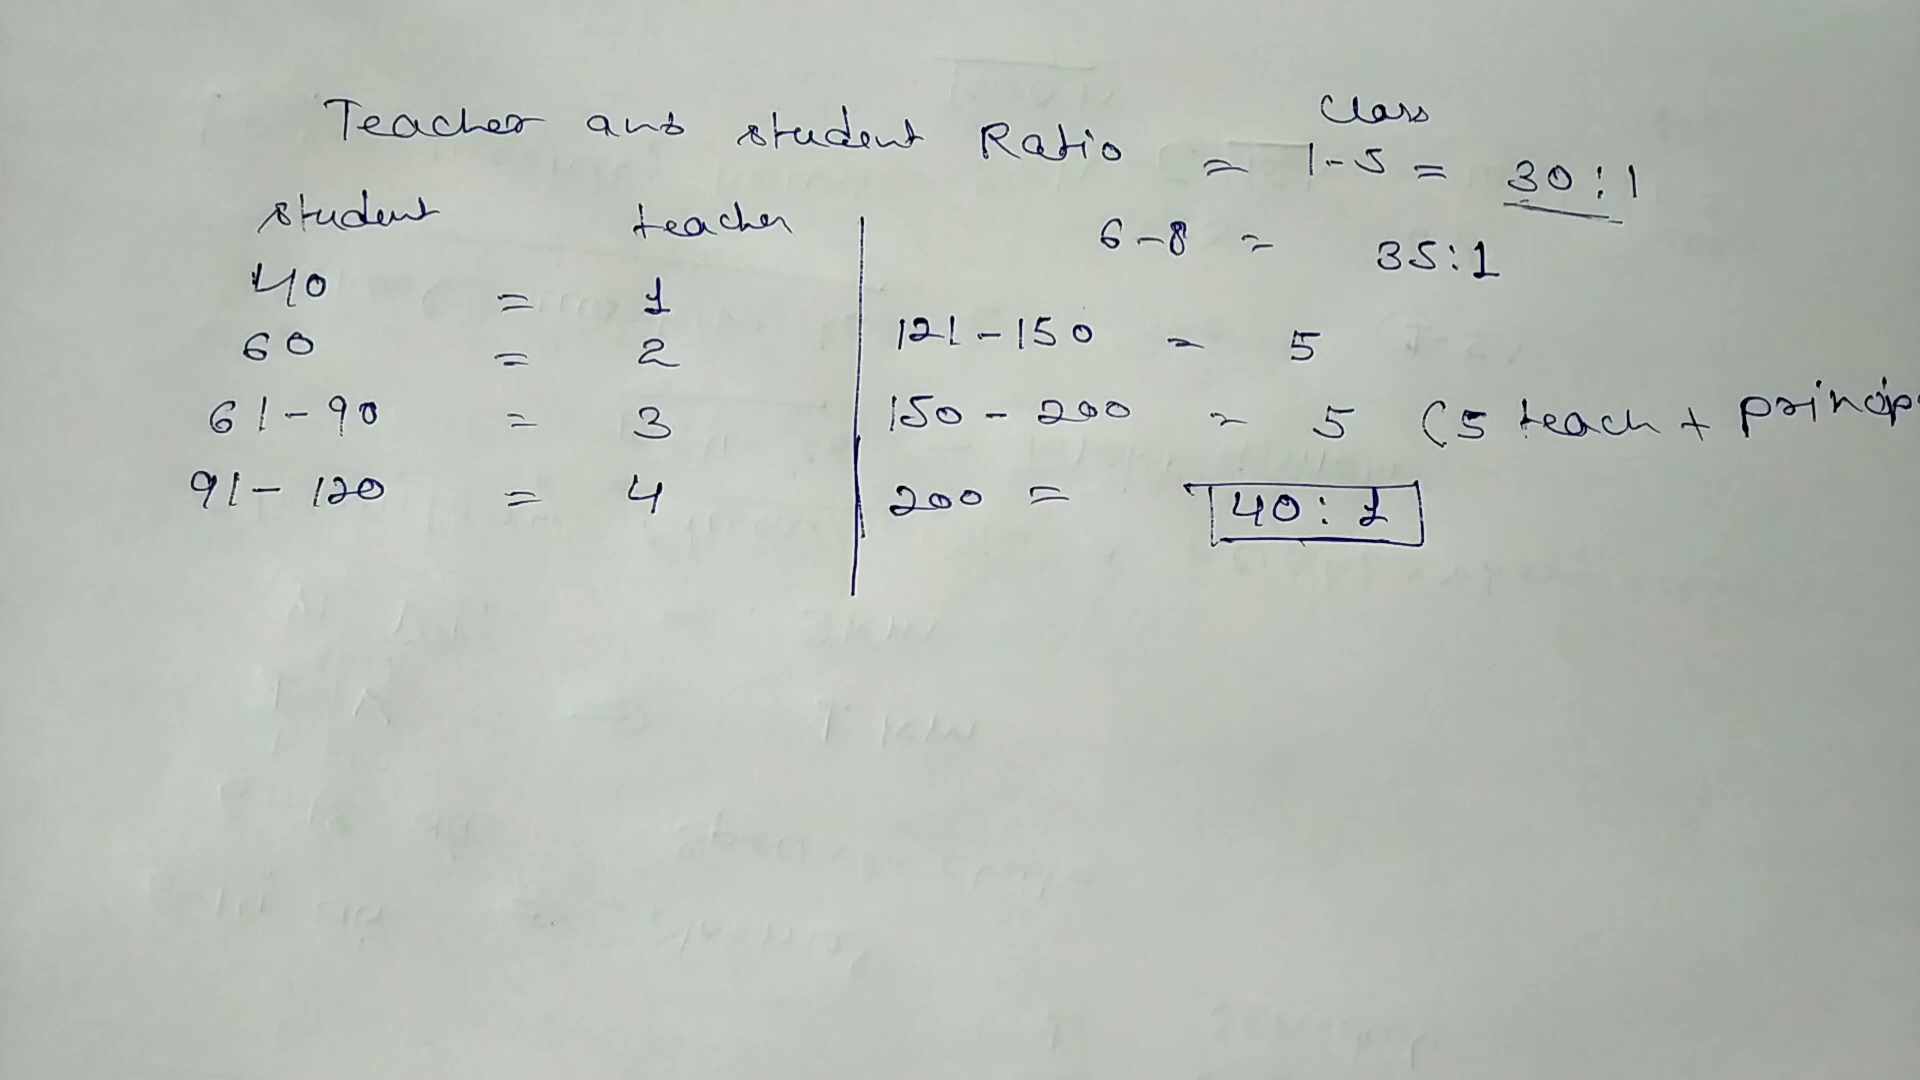 Teacher and student Ratio = Class 1-5 = 30:1
6-8 = 35:1
student teacher
40 = 1
60 = 2
61-90 = 3
91-120 = 4
121-150 = 5
150-200 = 5 (5 teach + princip
200 = 40:1